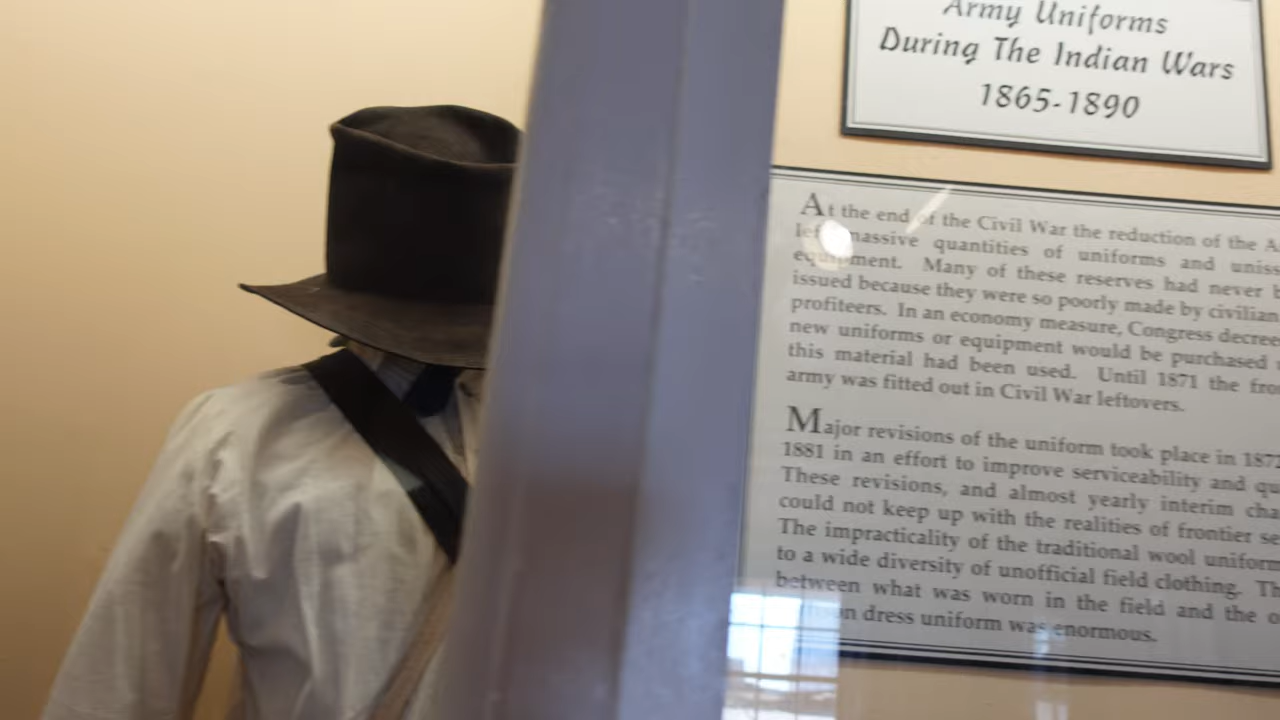 Army Uniforms
During The Indian Wars
1865-1890
At the end of the Civil War the reduction of the
left massive quantities of uniforms and
equipment. Many of these reserves had never
issued because they were so poorly made by civilian
profiteers. In an economy measure, Congress
new uniforms or equipment would be purchased
this material had been used. Until 1871 the
army was fitted out in Civil War leftovers.
Major revisions of the uniform took place in
1881 in an effort to improve serviceability and
These revisions, and almost yearly interim
could not keep up with the realities of frontier
The impracticality of the traditional wool uniform
to a wide diversity of unofficial field clothing.
between what was worn in the field and the
dress uniform was enormous.